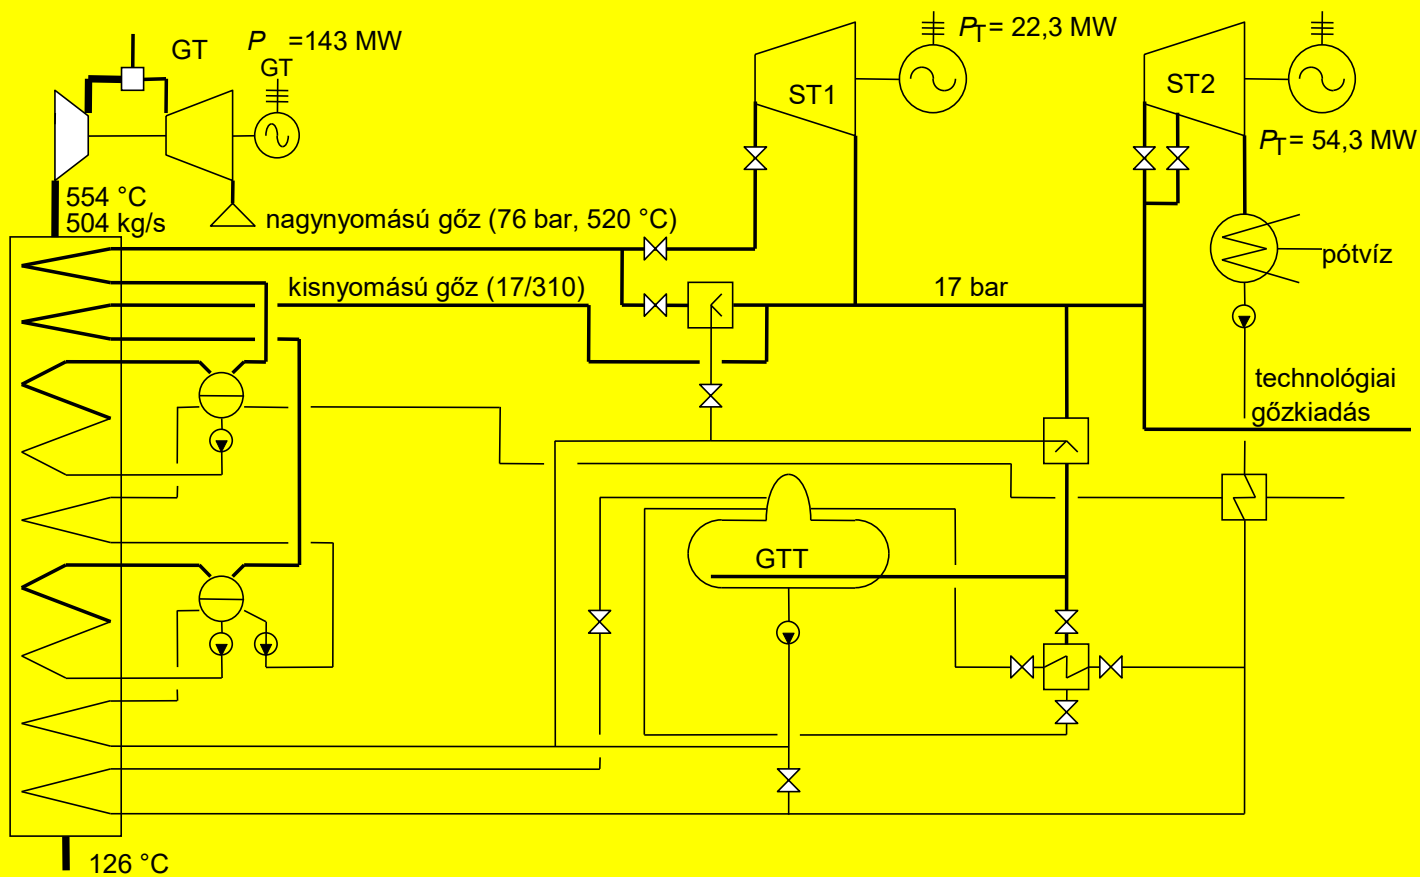 GT
P =143 MW
GT
554 °C
504 kg/s
nagynyomású gőz (76 bar, 520 °C)
kisnyomású gőz (17/310)
ST1
PT= 22,3 MW
ST2
PT= 54,3 MW
pótvíz
17 bar
technológiai
gőzkiadás
GTT
126 °C